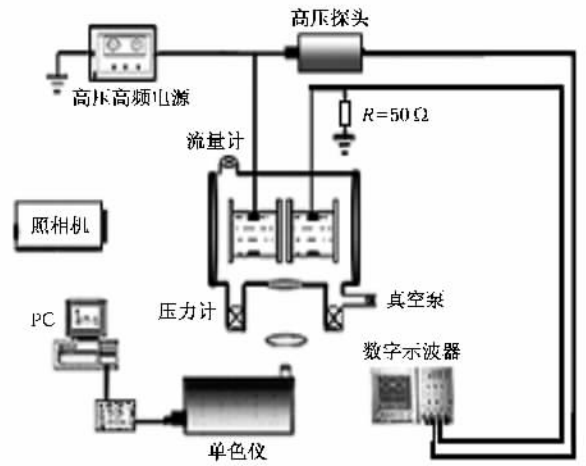 高压探头
高压高频电源
R=50 Ω
流量计
照相机
压力计
真空泵
PC
数字示波器
单色仪